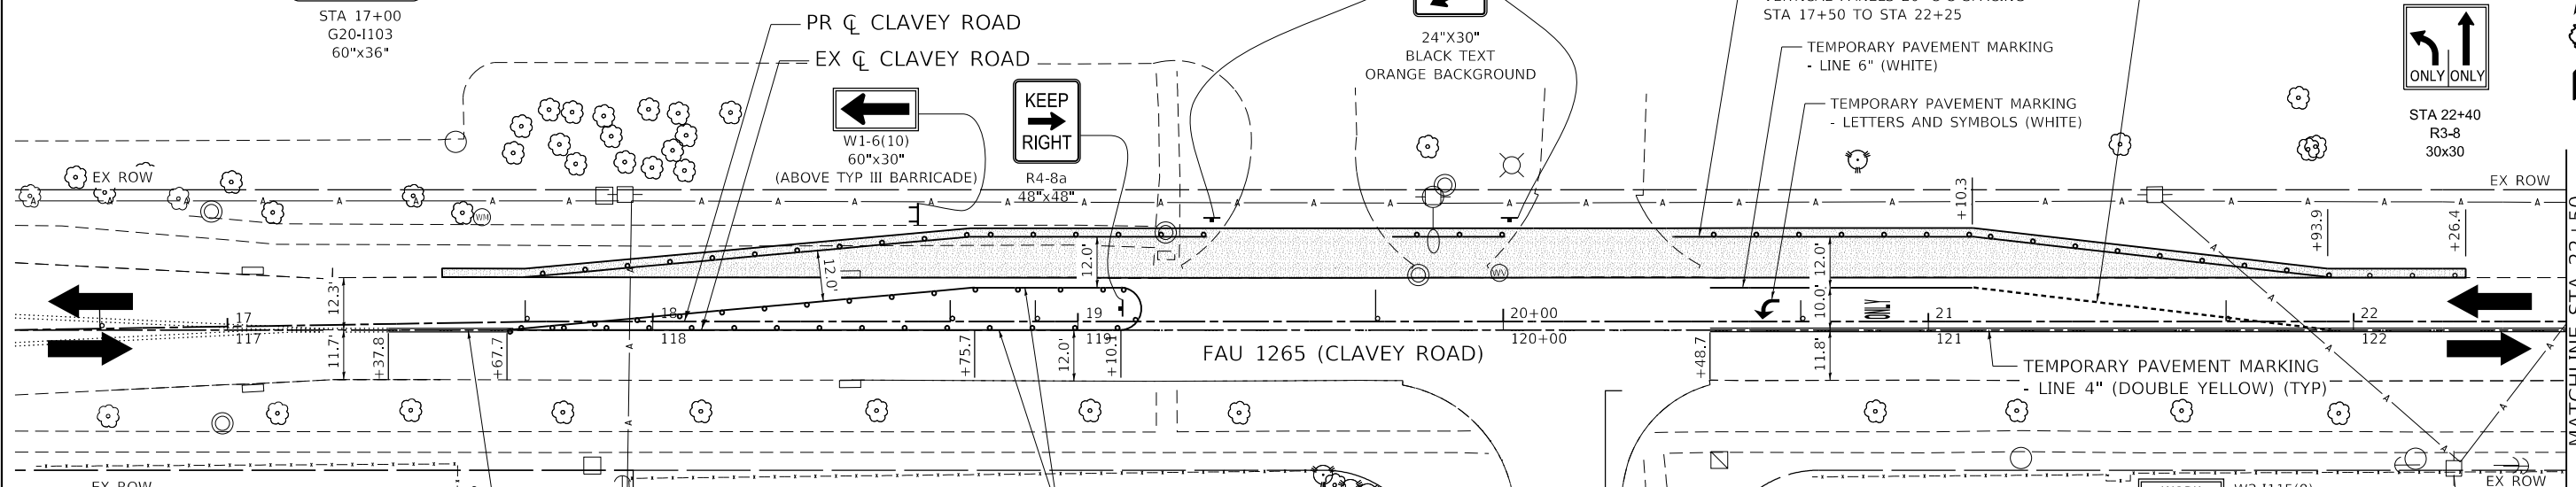 STA 17+00
G20-I103
60"x36"
PR ℄ CLAVEY ROAD
EX ℄ CLAVEY ROAD
W1-6(10)
60"x30"
(ABOVE TYP III BARRICADE)
KEEP
RIGHT
R4-8a
48"x48"
24"X30"
BLACK TEXT
ORANGE BACKGROUND
STA 17+50 TO STA 22+25
TEMPORARY PAVEMENT MARKING
- LINE 6" (WHITE)
TEMPORARY PAVEMENT MARKING
- LETTERS AND SYMBOLS (WHITE)
ONLY ONLY
STA 22+40
R3-8
30x30
EX ROW
EX ROW
WM
WV
+10.3
+93.9
+26.4
12.3'
11.7'
+37.8
+67.7
12.0'
12.0'
+75.7
12.0'
+10.1
12.0'
10.0'
11.8'
+48.7
17
117
18
118
19
119
20+00
120+00
21
121
22
122
FAU 1265 (CLAVEY ROAD)
TEMPORARY PAVEMENT MARKING
- LINE 4" (DOUBLE YELLOW) (TYP)
EX ROW
EX ROW